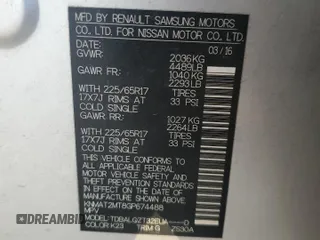 MFD BY RENAULT SAMSUNG MOTORS
CO. LTD. FOR NISSAN MOTOR CO., LTD.
DATE: 03/16
GVWR: 2036KG
4489LB
GAWR FR: 1040KG
2293LB
WITH 225/65R17 TIRES
17X7J RIMS AT 33 PSI
COLD SINGLE
GAWR RR: 1027KG
2264LB
WITH 225/65R17 TIRES
17X7J RIMS AT 33 PSI
COLD SINGLE
THIS VEHICLE CONFORMS TO ALL
APPLICABLE FEDERAL MOTOR VEHICLE
SAFETY AND THEFT PREVENTION STANDARDS
IN EFFECT ON THE DATE OF
MANUFACTURE SHOWN ABOVE.
KNMAT2MT8GP674488
MPV
MODEL:
COLOR:K23 TRIM:G